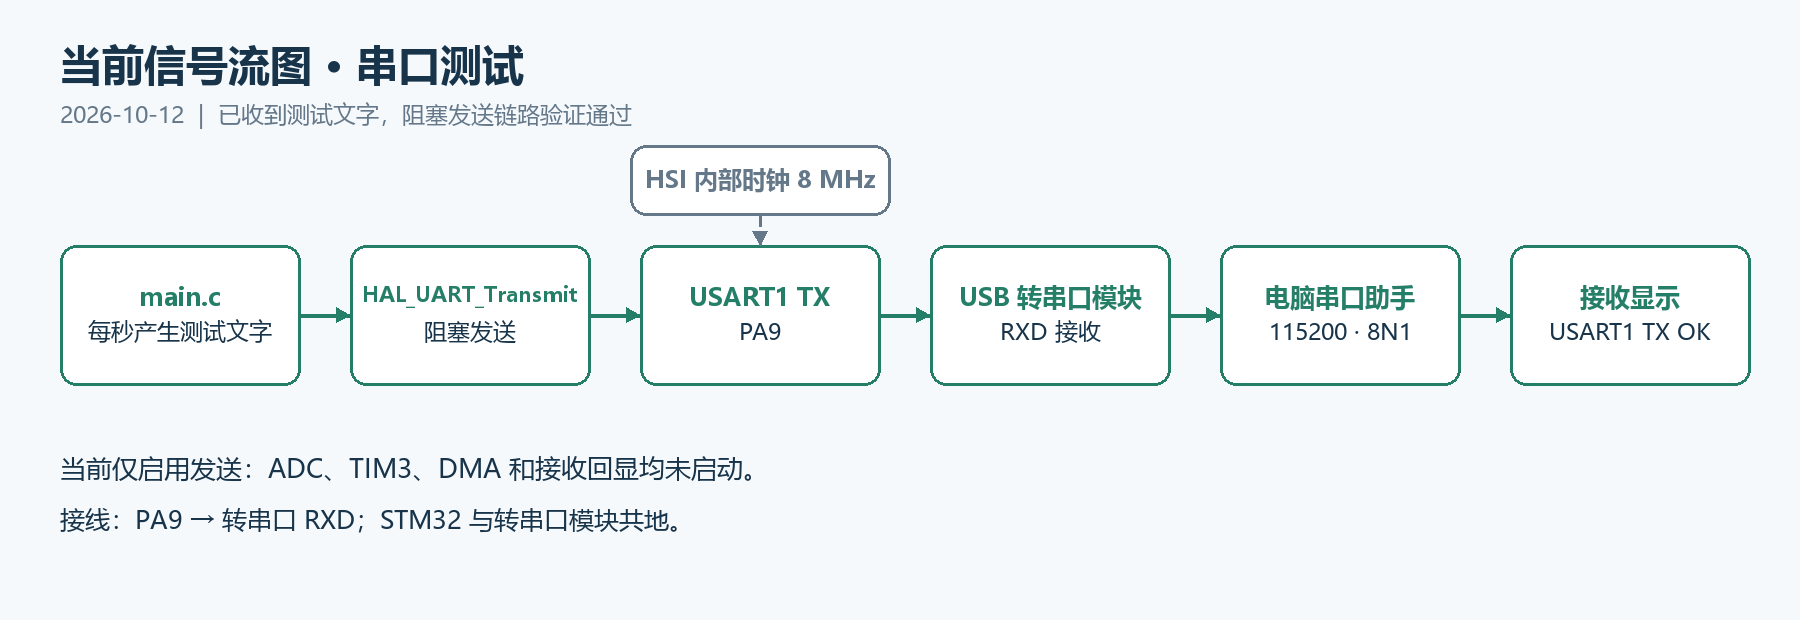 当前信号流图 • 串口测试
2026-10-12 | 已收到测试文字，阻塞发送链路验证通过
HSI 内部时钟 8 MHz
main.c
每秒产生测试文字
HAL_UART_Transmit
阻塞发送
USART1 TX
PA9
USB 转串口模块
RXD 接收
电脑串口助手
115200 · 8N1
接收显示
USART1 TX OK
当前仅启用发送：ADC、TIM3、DMA 和接收回显均未启动。
接线：PA9 → 转串口 RXD；STM32 与转串口模块共地。